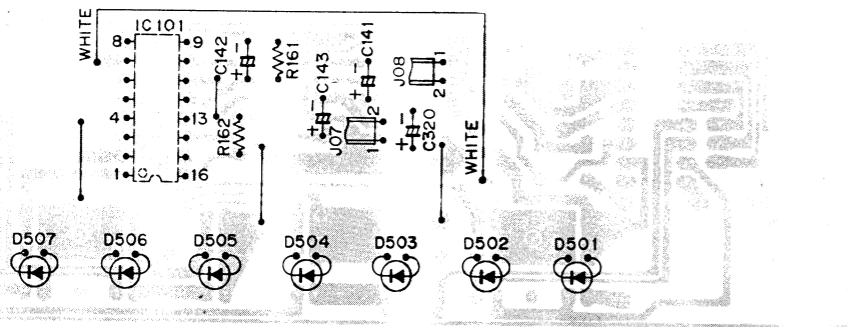 WHITE
IC101
8
9
4
13
1
16
C142
+ -
R161
R162
C143
+ -
C141
+ -
J08
1
2
J07
2
1
C320
+ -
WHITE
D507
D506
D505
D504
D503
D502
D501